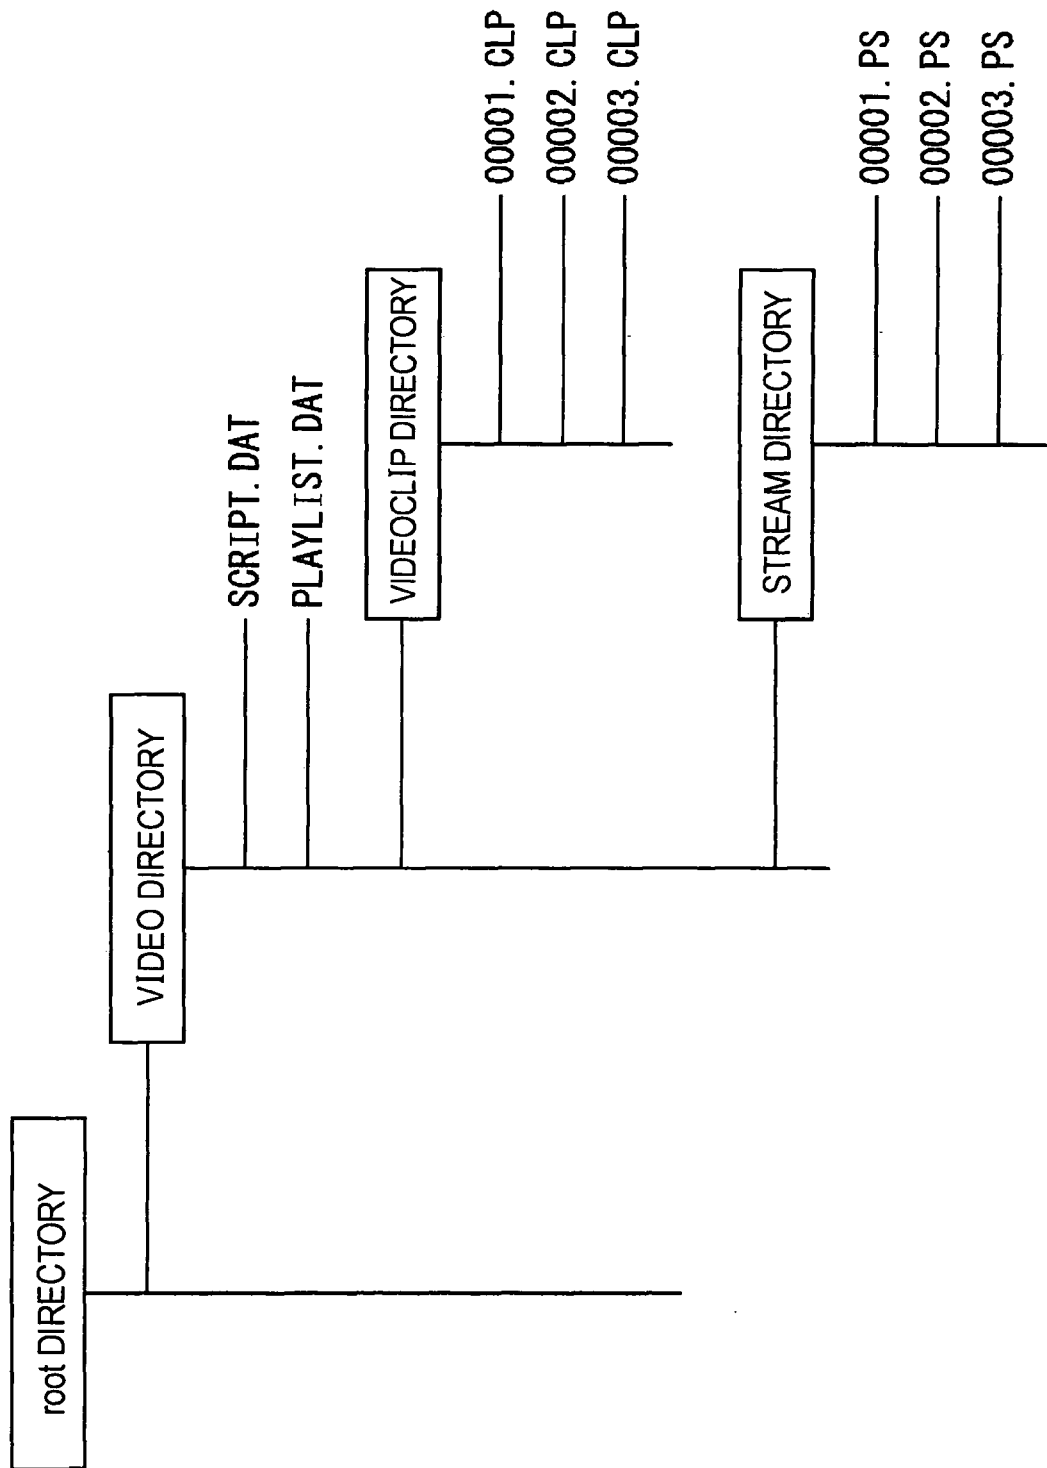 root DIRECTORY
VIDEO DIRECTORY
SCRIPT.DAT
PLAYLIST.DAT
VIDEOCLIP DIRECTORY
00001.CLP
00002.CLP
00003.CLP
STREAM DIRECTORY
00001.PS
00002.PS
00003.PS